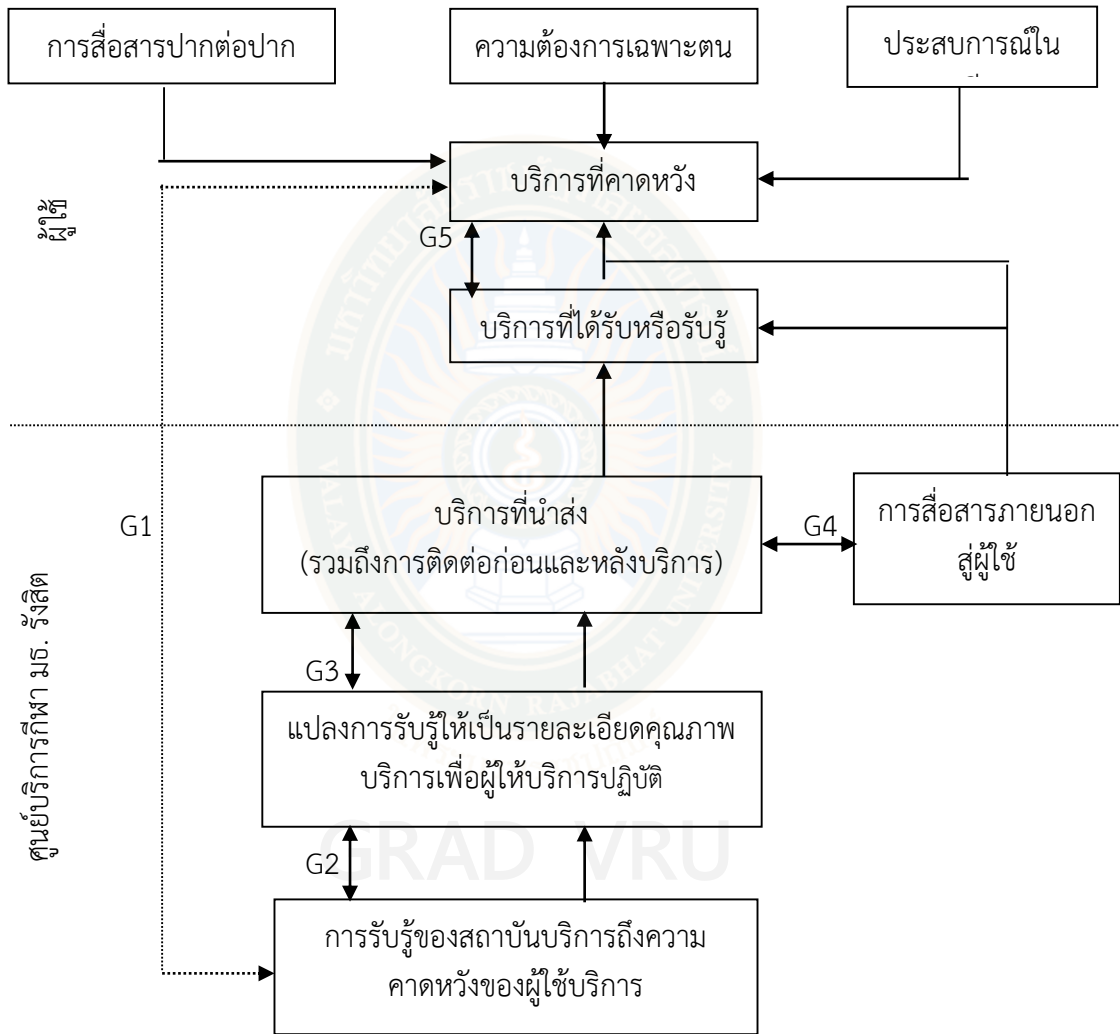 การสื่อสารปากต่อปาก
ความต้องการเฉพาะตน
ประสบการณ์ใน
บริการที่คาดหวัง
ผู้ใช้
G5
บริการที่ได้รับหรือรับรู้
G1
บริการที่นำส่ง
(รวมถึงการติดต่อก่อนและหลังบริการ)
G4
การสื่อสารภายนอก
สู่ผู้ใช้
ศูนย์บริการกีฬา มธ. รังสิต
G3
แปลงการรับรู้ให้เป็นรายละเอียดคุณภาพ
บริการเพื่อผู้ให้บริการปฏิบัติ
GRAD VRU
G2
การรับรู้ของสถาบันบริการถึงความ
คาดหวังของผู้ใช้บริการ